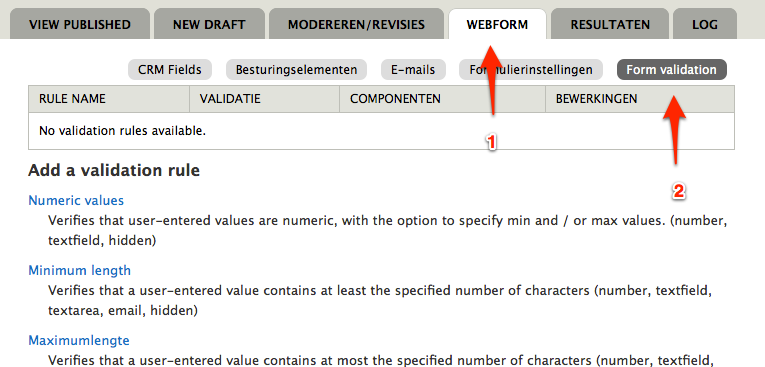 VIEW PUBLISHED NEW DRAFT MODEREREN/REVISIES WEBFORM RESULTATEN LOG
CRM Fields Besturingselementen E-mails Formulierinstellingen Form validation
RULE NAME VALIDATIE COMPONENTEN BEWERKINGEN
No validation rules available.
1
2
Add a validation rule
Numeric values
Verifies that user-entered values are numeric, with the option to specify min and / or max values. (number,
textfield, hidden)
Minimum length
Verifies that a user-entered value contains at least the specified number of characters (number, textfield,
textarea, email, hidden)
Maximumlengte
Verifies that a user-entered value contains at most the specified number of characters (number, textfield,